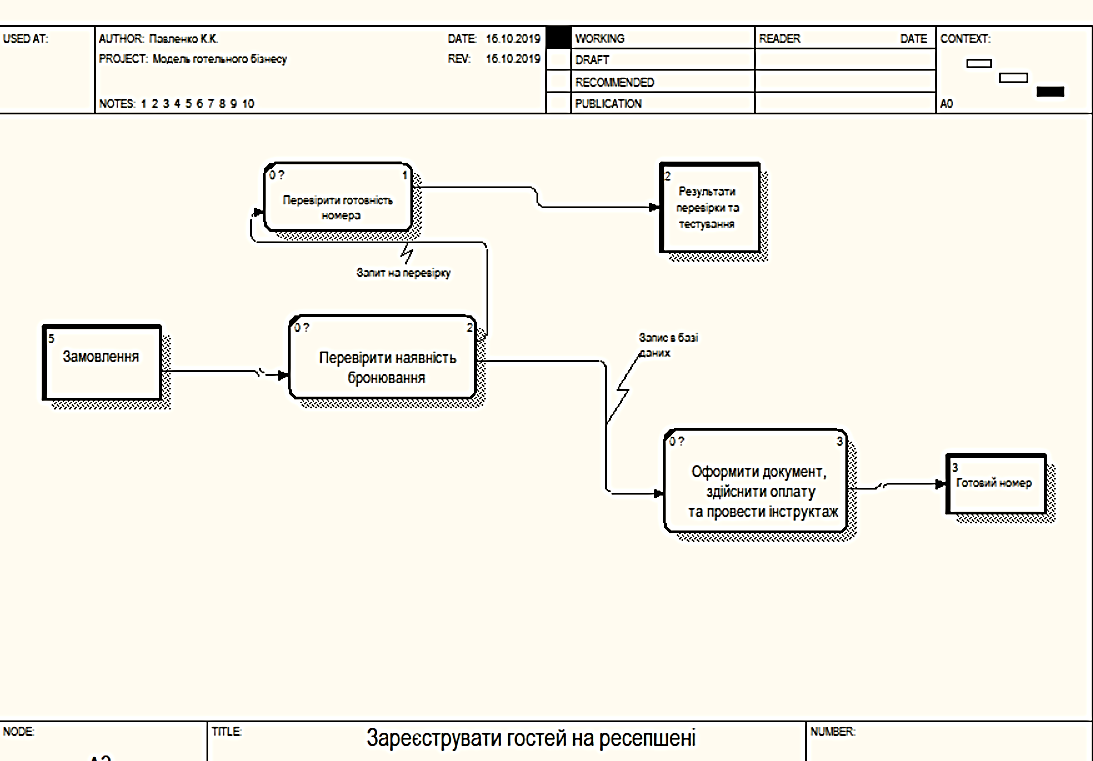 USED AT:
AUTHOR: Павленко К.К.
DATE: 16.10.2019
PROJECT: Модель готельного бізнесу
REV: 16.10.2019
NOTES: 1 2 3 4 5 6 7 8 9 10
WORKING
DRAFT
RECOMMENDED
PUBLICATION
READER DATE
CONTEXT:
A0
0 ? 1
Перевірити готовність
номера
2
Результати
перевірки та
тестування
Запит на перевірку
5
Замовлення
0 ? 2
Перевірити наявність
бронювання
Запис в базі
даних
0 ? 3
Оформити документ,
здійснити оплату
та провести інструктаж
3
Готовий номер
NODE:
TITLE:
Зареєструвати гостей на ресепшені
NUMBER: